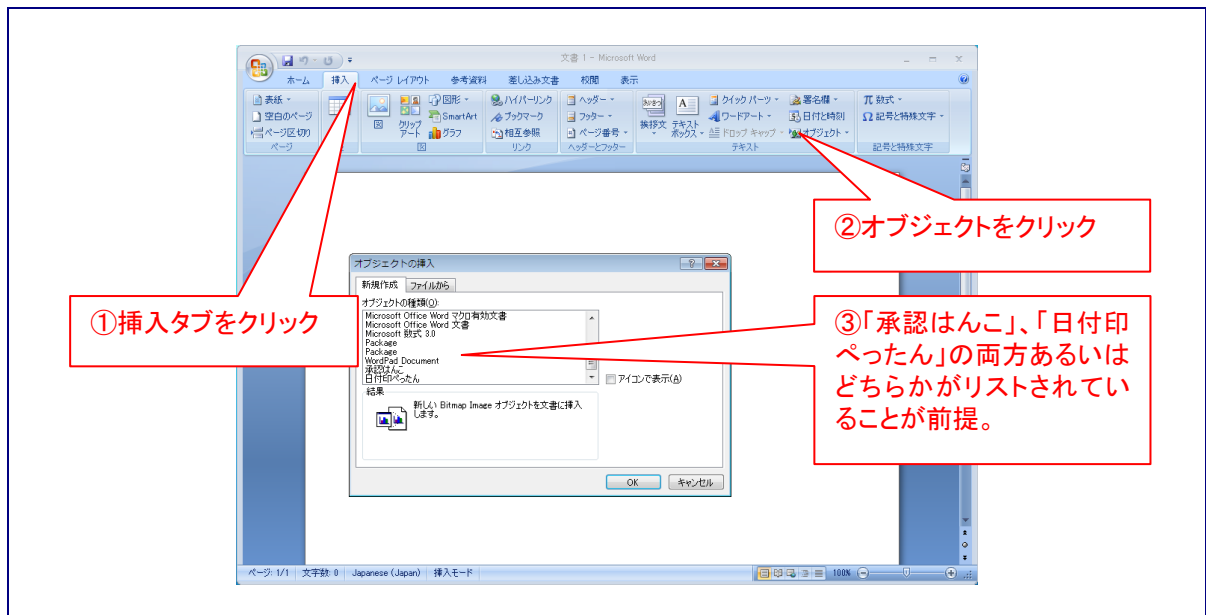 文書 1 - Microsoft Word
ホーム 挿入 ページ レイアウト 参考資料 差し込み文書 校閲 表示
表紙
空白のページ
ページ区切り
ページ
図
クリップ
アート
図形
SmartArt
グラフ
図
ハイパーリンク
ブックマーク
相互参照
リンク
ヘッダー
フッター
ページ番号
ヘッダーとフッター
挨拶文
テキスト
ボックス
クイック パーツ
ワードアート
ドロップ キャップ
署名欄
日付と時刻
オブジェクト
テキスト
π 数式
Ω 記号と特殊文字
記号と特殊文字
①挿入タブをクリック
②オブジェクトをクリック
③「承認はんこ」、「日付印
ぺったん」の両方あるいは
どちらかがリストされてい
ることが前提。
オブジェクトの挿入
新規作成 ファイルから
オブジェクトの種類(O):
Microsoft Office Word マクロ有効文書
Microsoft Office Word 文書
Microsoft 数式 3.0
Package
Package
WordPad Document
承認はんこ
日付印ぺったん
アイコンで表示(A)
結果
新しい Bitmap Image オブジェクトを文書に挿入
します。
OK キャンセル
ページ: 1/1 文字数: 0 Japanese (Japan) 挿入モード 100%